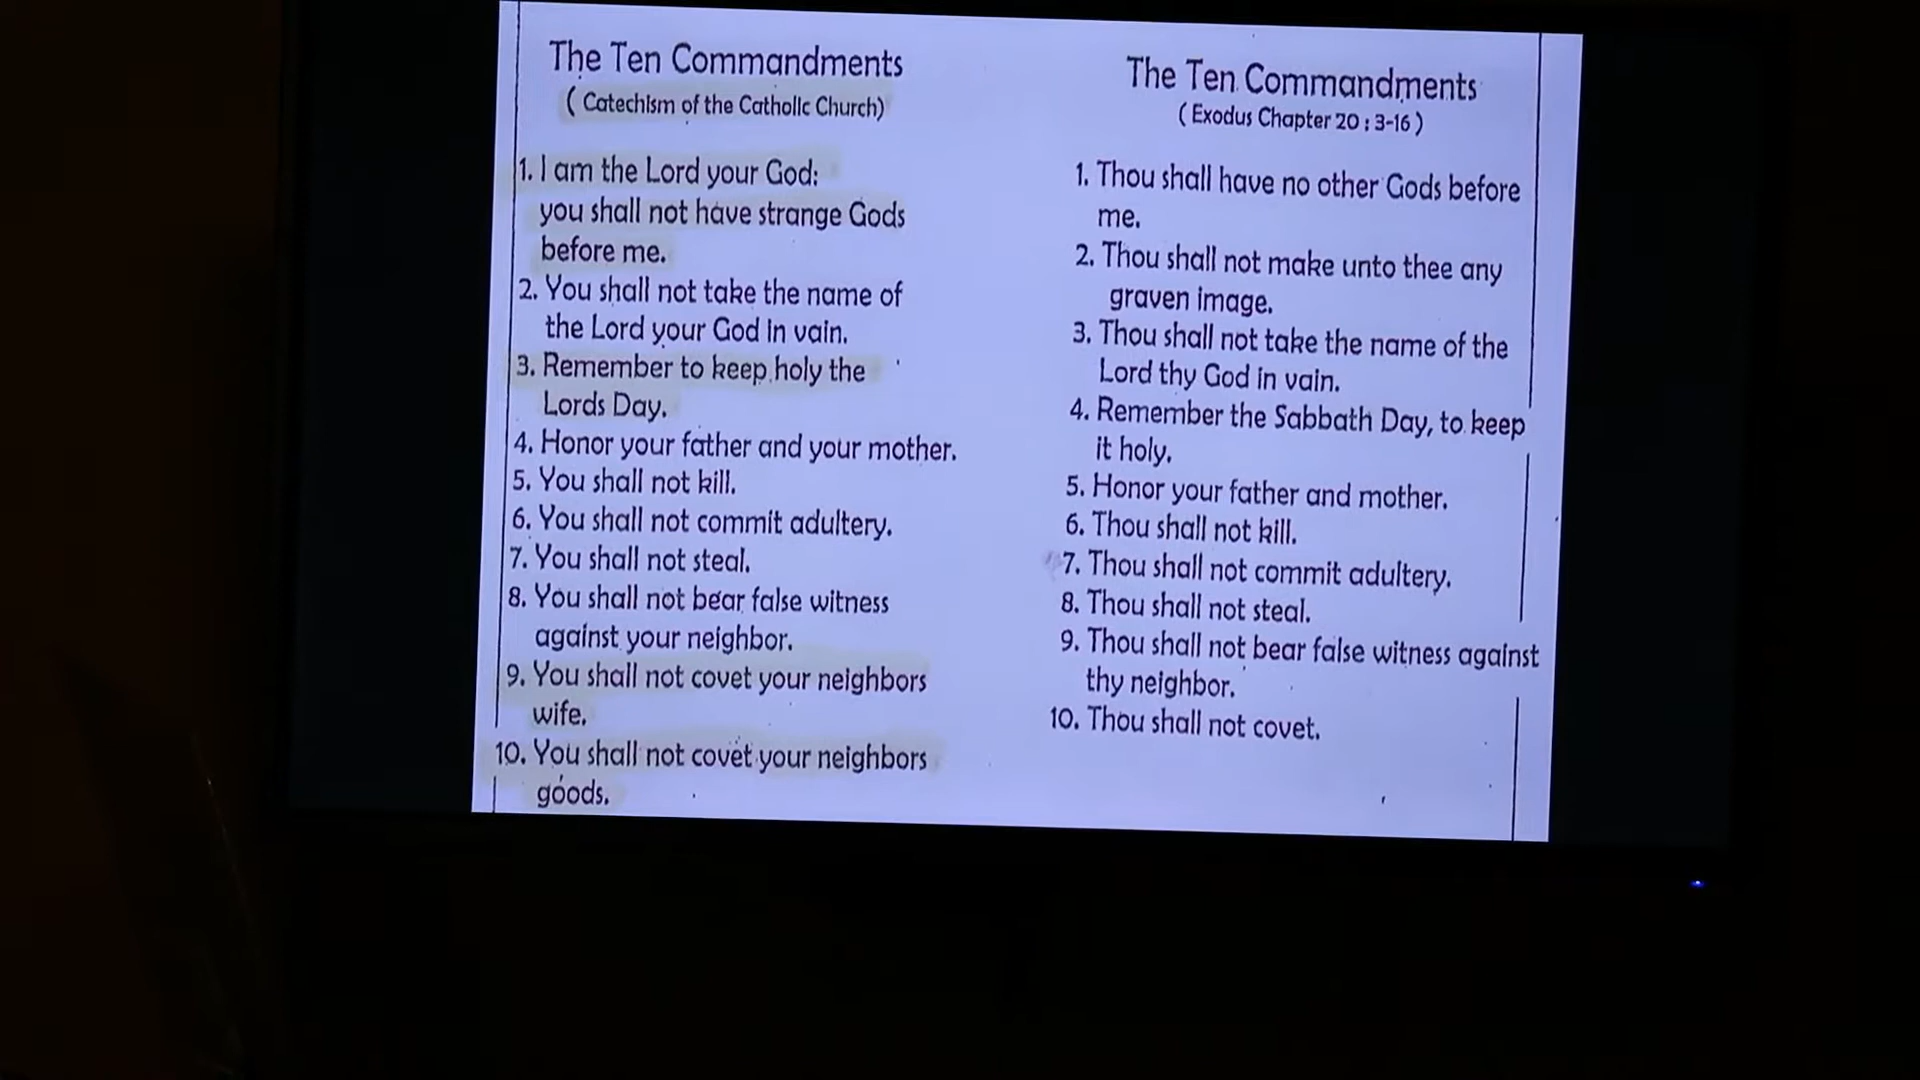 The Ten Commandments
( Catechism of the Catholic Church)
1. I am the Lord your God:
you shall not have strange Gods
before me.
2. You shall not take the name of
the Lord your God in vain.
3. Remember to keep holy the
Lords Day.
4. Honor your father and your mother.
5. You shall not kill.
6. You shall not commit adultery.
7. You shall not steal.
8. You shall not bear false witness
against your neighbor.
9. You shall not covet your neighbors
wife.
10. You shall not covet your neighbors
goods.
The Ten Commandments
( Exodus Chapter 20 : 3-16 )
1. Thou shall have no other Gods before
me.
2. Thou shall not make unto thee any
graven image.
3. Thou shall not take the name of the
Lord thy God in vain.
4. Remember the Sabbath Day, to keep
it holy.
5. Honor your father and mother.
6. Thou shall not kill.
7. Thou shall not commit adultery.
8. Thou shall not steal.
9. Thou shall not bear false witness against
thy neighbor.
10. Thou shall not covet.